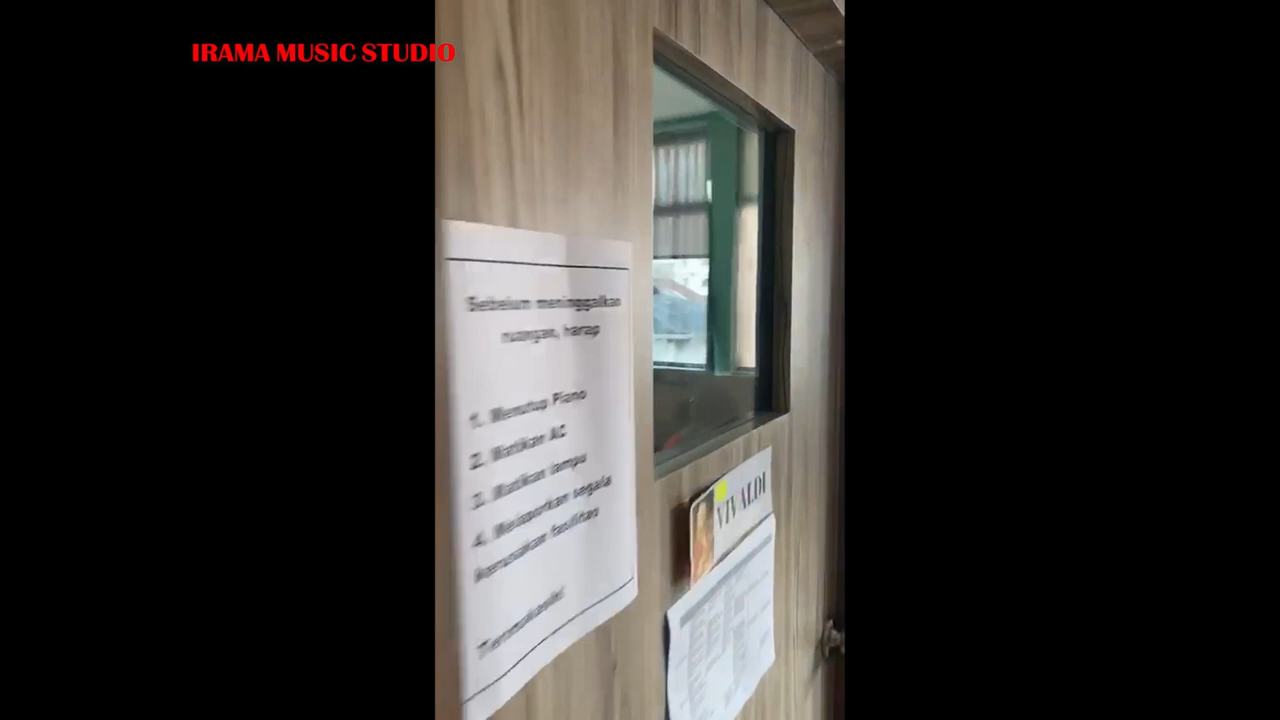 IRAMA MUSIC STUDIO
Sebelum meninggalkan
ruangan, harap
1. Menutup Piano
2. Matikan AC
3. Matikan lampu
4. Melaporkan segala
kerusakan fasilitas
Terimakasih!
VIVALDI